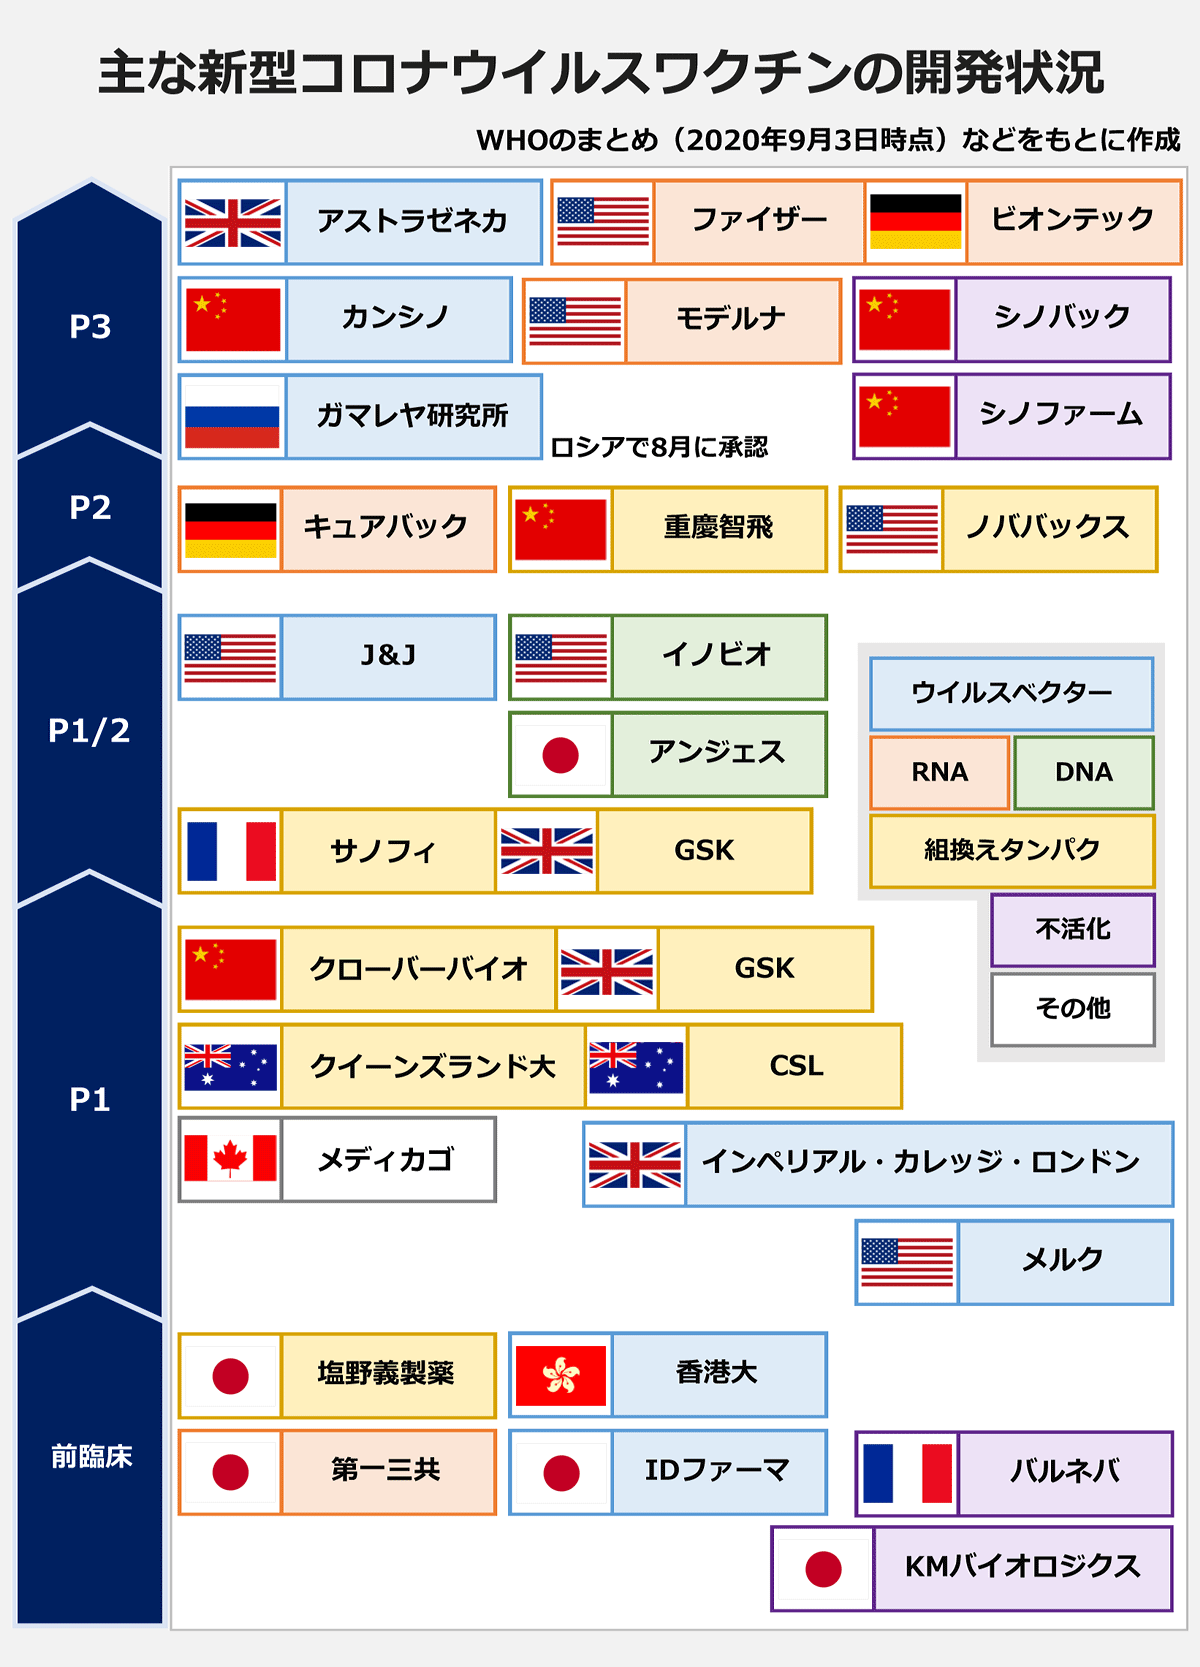 主な新型コロナウイルスワクチンの開発状況
WHOのまとめ（2020年9月3日時点）などをもとに作成
P3
アストラゼネカ
ファイザー
ビオンテック
カンシノ
モデルナ
シノバック
ガマレヤ研究所
ロシアで8月に承認
シノファーム
P2
キュアバック
重慶智飛
ノババックス
P1/2
J&J
イノビオ
アンジェス
サノフィ
GSK
ウイルスベクター
RNA
DNA
組換えタンパク
不活化
その他
P1
クローバーバイオ
GSK
クイーンズランド大
CSL
メディカゴ
インペリアル・カレッジ・ロンドン
メルク
前臨床
塩野義製薬
香港大
第一三共
IDファーマ
バルネバ
KMバイオロジクス